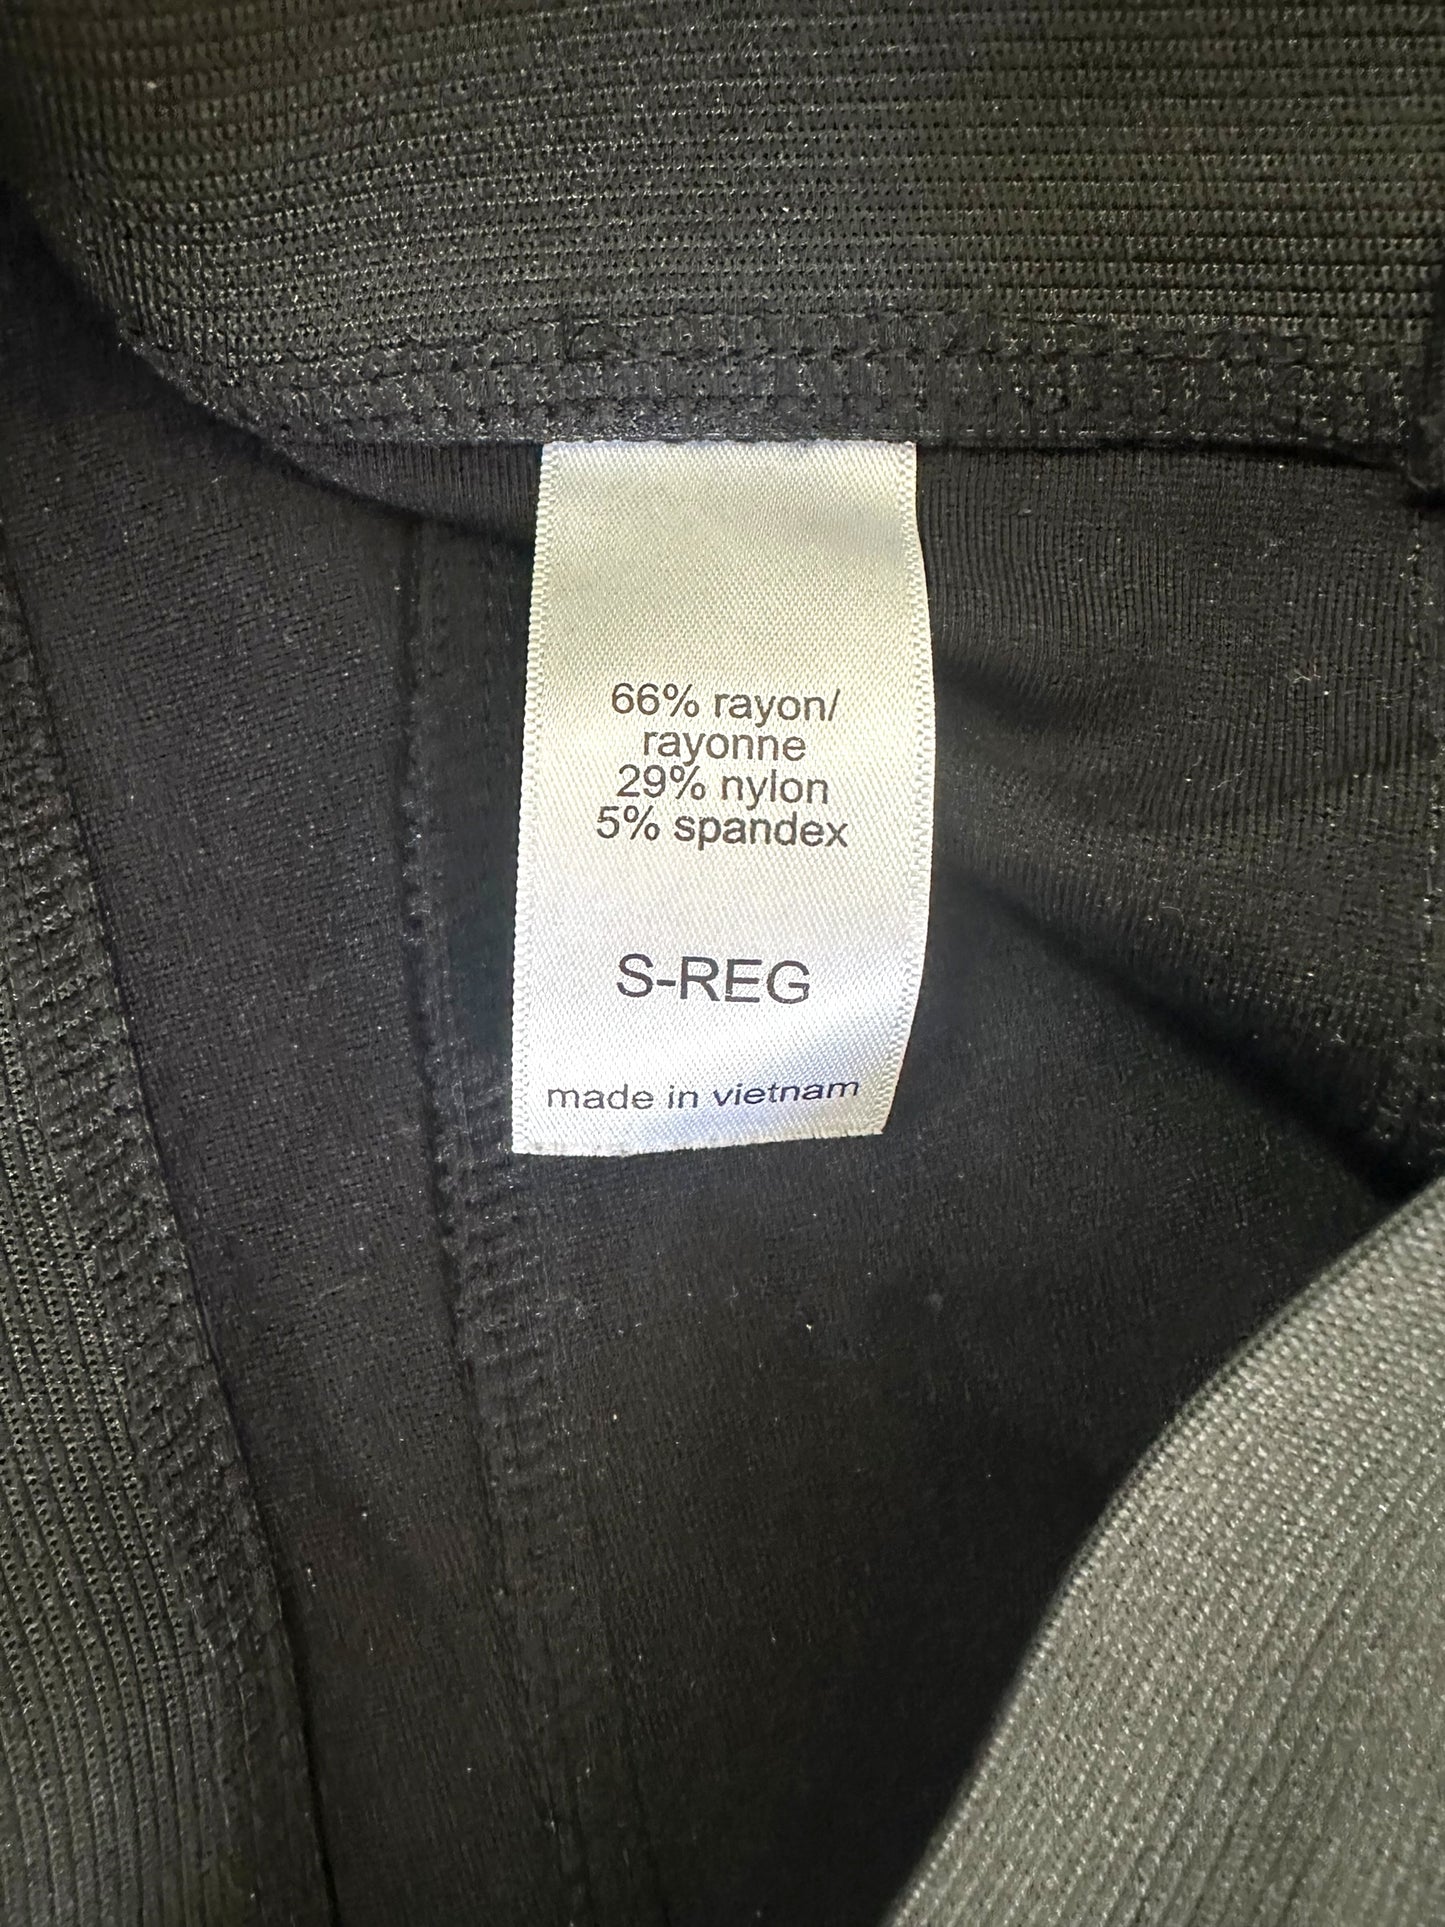 66% rayon/
rayonne
29% nylon
5% spandex
S-REG
made in vietnam